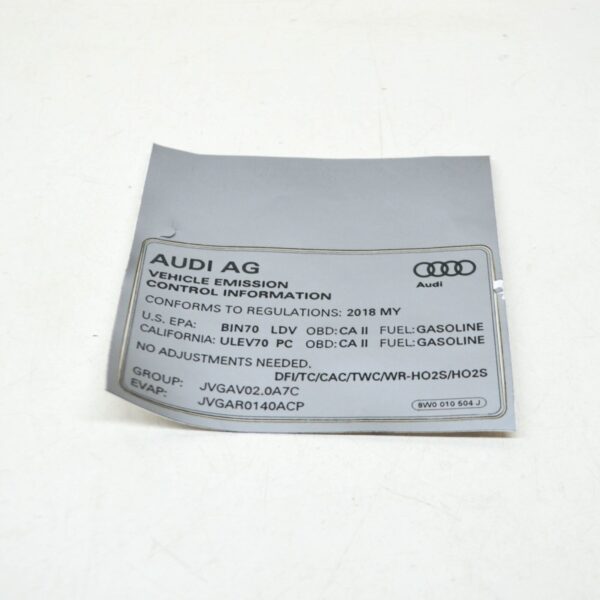 AUDI AG
Audi
VEHICLE EMISSION
CONTROL INFORMATION
CONFORMS TO REGULATIONS: 2018 MY
U.S. EPA: BIN70 LDV OBD: CA II FUEL: GASOLINE
CALIFORNIA: ULEV70 PC OBD: CA II FUEL: GASOLINE
NO ADJUSTMENTS NEEDED.
DFI/TC/CAC/TWC/WR-HO2S/HO2S
GROUP: JVGAV02.0A7C
EVAP: JVGAR0140ACP
8W0 010 504 J